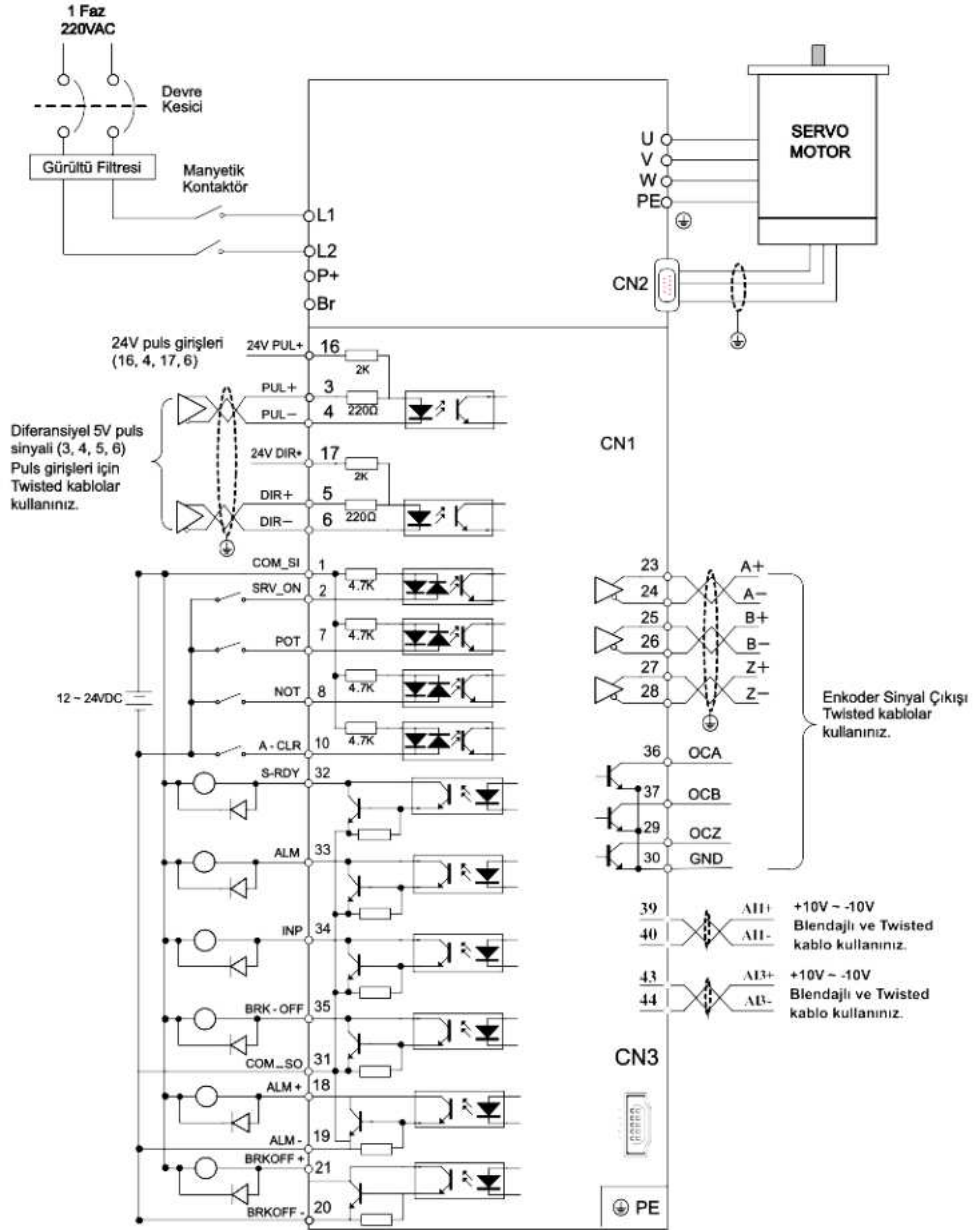 1 Faz
220VAC
Devre
Kesici
Gürültü Filtresi
Manyetik
Kontaktör
L1
L2
P+
Br
U
V
W
PE
SERVO
MOTOR
CN2
24V puls girişleri
(16, 4, 17, 6)
24V PUL+ 16
2K
PUL+ 3
PUL− 4
220Ω
Diferansiyel 5V puls
sinyali (3, 4, 5, 6)
Puls girişleri için
Twisted kablolar
kullanınız.
24V DIR+ 17
2K
DIR+ 5
DIR− 6
220Ω
CN1
COM_SI 1
4.7K
SRV_ON 2
POT 7
4.7K
NOT 8
4.7K
A-CLR 10
4.7K
12 ~ 24VDC
S-RDY 32
ALM 33
INP 34
BRK-OFF 35
COM_SO 31
ALM + 18
ALM - 19
BRKOFF + 21
BRKOFF - 20
23 A+
24 A−
25 B+
26 B−
27 Z+
28 Z−
Enkoder Sinyal Çıkışı
Twisted kablolar
kullanınız.
36 OCA
37 OCB
29 OCZ
30 GND
39 AI1+ +10V ~ -10V
40 AI1- Blendajlı ve Twisted
kablo kullanınız.
43 AI3+ +10V ~ -10V
44 AI3- Blendajlı ve Twisted
kablo kullanınız.
CN3
PE